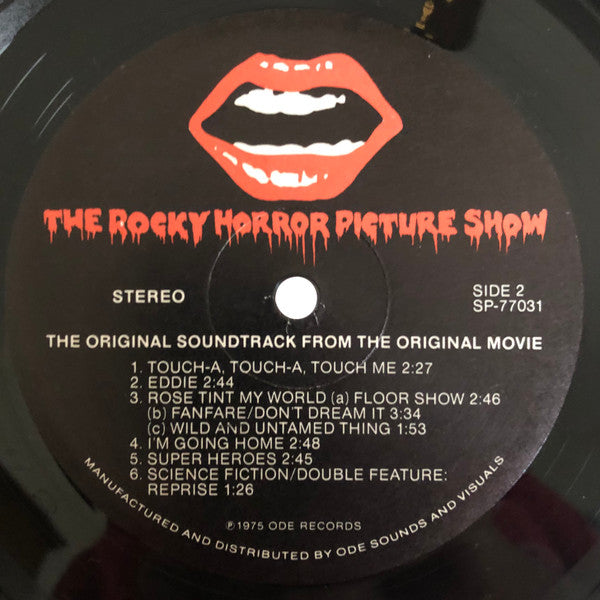 THE ROCKY HORROR PICTURE SHOW
STEREO
SIDE 2
SP-77031
THE ORIGINAL SOUNDTRACK FROM THE ORIGINAL MOVIE
1. TOUCH-A, TOUCH-A, TOUCH ME 2:27
2. EDDIE 2:44
3. ROSE TINT MY WORLD (a) FLOOR SHOW 2:46
(b) FANFARE/DON'T DREAM IT 3:34
(c) WILD AND UNTAMED THING 1:53
4. I'M GOING HOME 2:48
5. SUPER HEROES 2:45
6. SCIENCE FICTION/DOUBLE FEATURE:
REPRISE 1:26
℗1975 ODE RECORDS
MANUFACTURED AND DISTRIBUTED BY ODE SOUNDS AND VISUALS